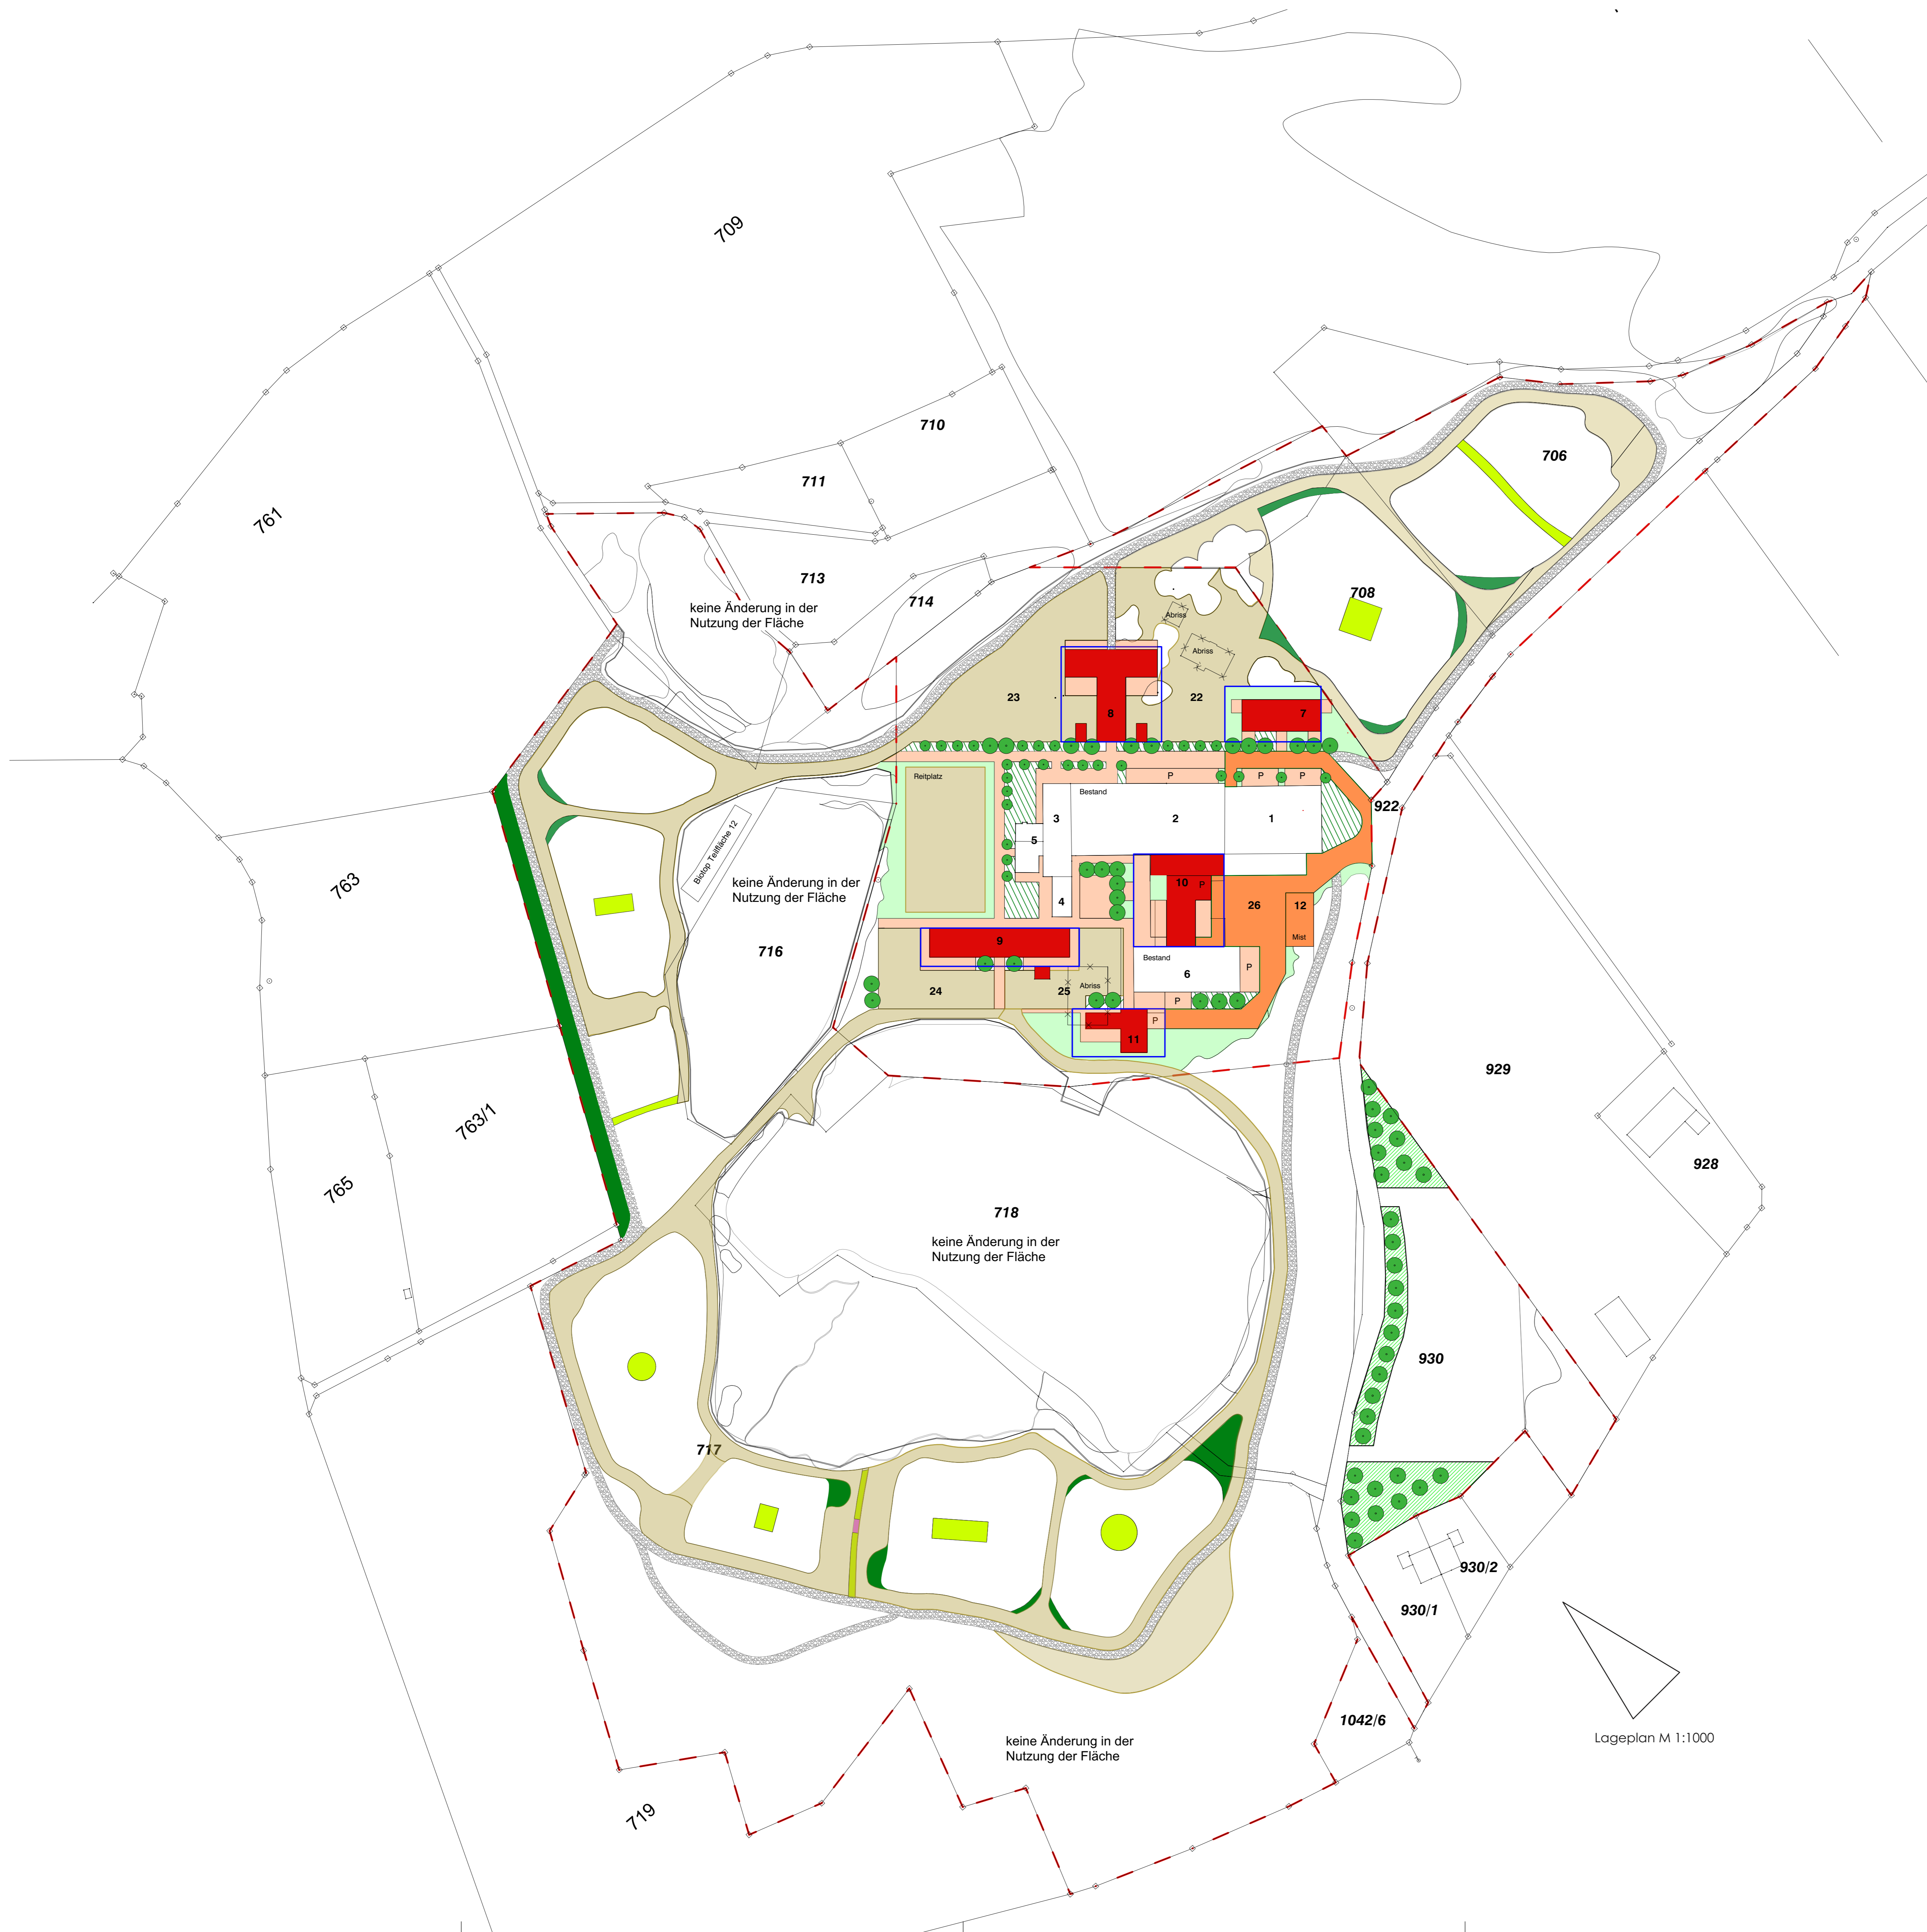 709
761
710
711
706
713
keine Änderung in der
Nutzung der Fläche
714
708
Abriss
Abriss
23
22
8
7
Reitplatz
P
P
P
Bestand
922
3
2
1
5
Biotop Teilfläche 12
763
keine Änderung in der
Nutzung der Fläche
10
P
4
26
12
Mist
716
9
Bestand
6
P
24
25
Abriss
P
P
11
929
763/1
765
928
718
keine Änderung in der
Nutzung der Fläche
930
717
930/2
930/1
1042/6
keine Änderung in der
Nutzung der Fläche
Lageplan M 1:1000
719